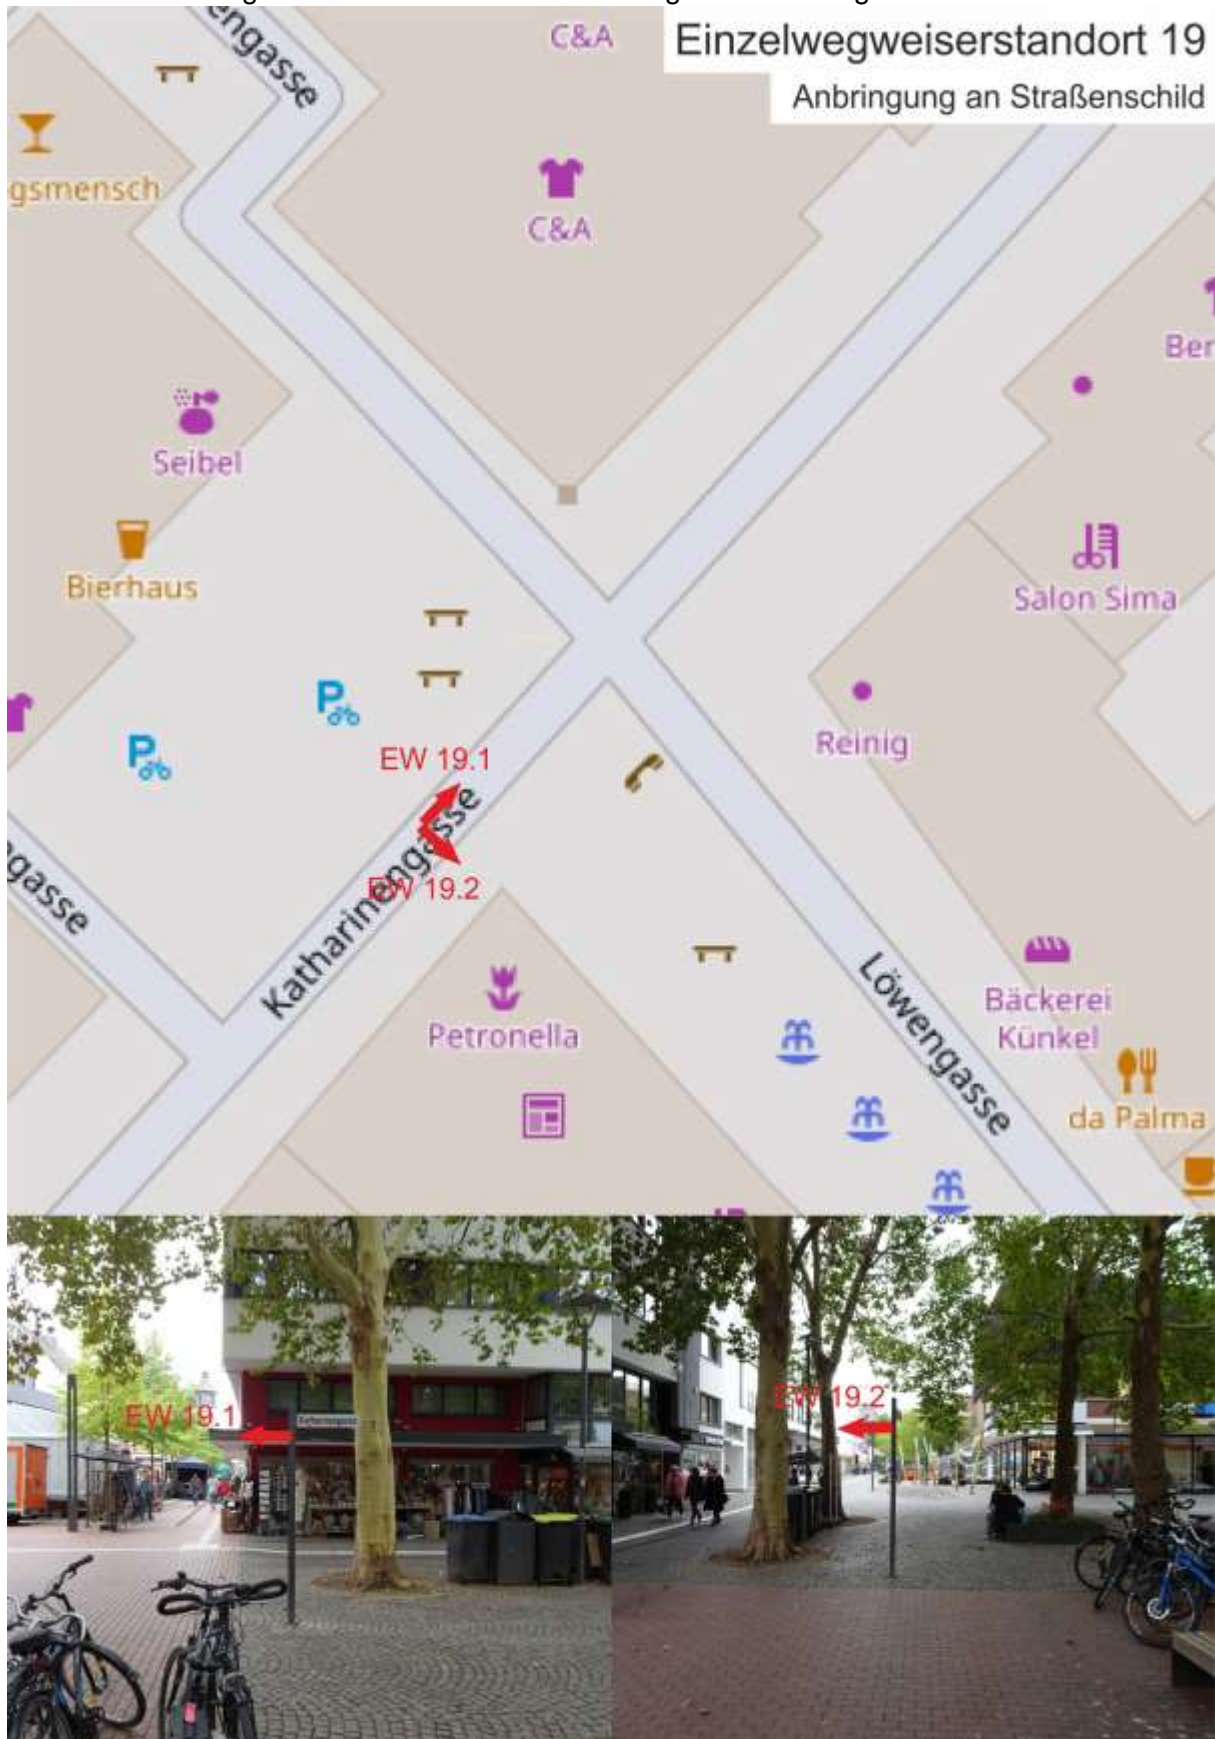 C&A
Einzelwegweiserstandort 19
Anbringung an Straßenschild
engasse
gsmensch
C&A
Ber
Seibel
Bierhaus
Salon Sima
Reinig
EW 19.1
EW 19.2
gasse
Katharinengasse
Löwengasse
Petronella
Bäckerei
Künkel
da Palma
EW 19.1
EW 19.2